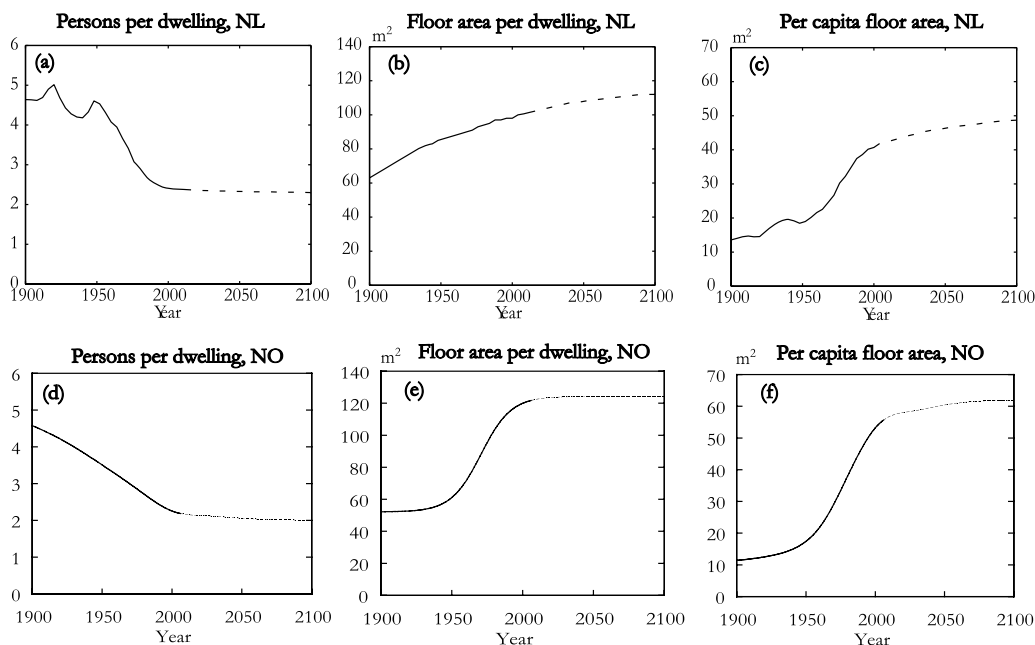 Persons per dwelling, NL
(a)
6
5
4
3
2
1
0
1900 1950 2000 2050 2100
Year
Floor area per dwelling, NL
m²
(b)
140
120
100
80
60
40
20
0
1900 1950 2000 2050 2100
Year
Per capita floor area, NL
m²
(c)
70
60
50
40
30
20
10
0
1900 1950 2000 2050 2100
Year
Persons per dwelling, NO
(d)
6
5
4
3
2
1
0
1900 1950 2000 2050 2100
Year
Floor area per dwelling, NO
m²
(e)
140
120
100
80
60
40
20
0
1900 1950 2000 2050 2100
Year
Per capita floor area, NO
m²
(f)
70
60
50
40
30
20
10
0
1900 1950 2000 2050 2100
Year